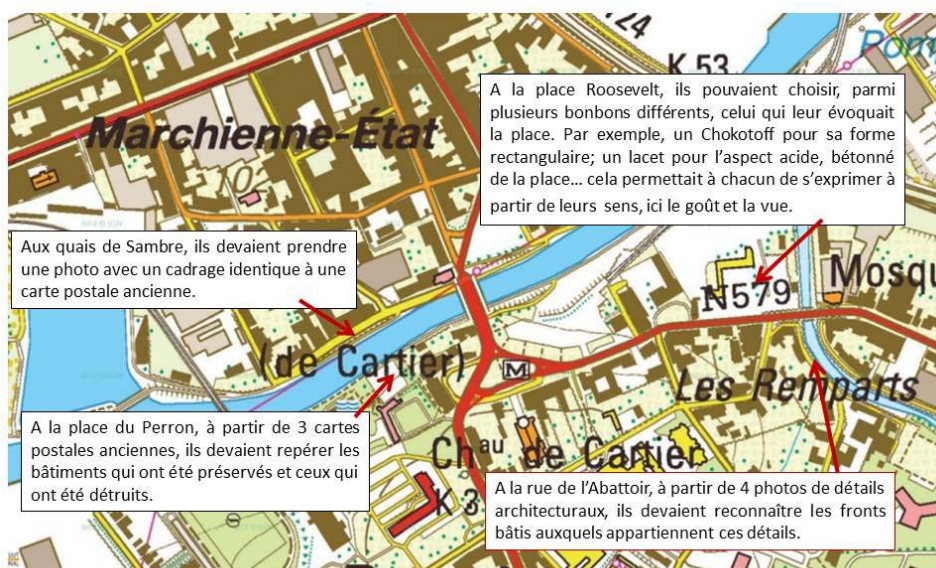 724
K 53
Marchienne-État
102
A la place Roosevelt, ils pouvaient choisir, parmi
plusieurs bonbons différents, celui qui leur évoquait
la place. Par exemple, un Chokotoff pour sa forme
rectangulaire; un lacet pour l’aspect acide, bétonné
de la place... cela permettait à chacun de s’exprimer à
partir de leurs sens, ici le goût et la vue.
Aux quais de Sambre, ils devaient prendre
une photo avec un cadrage identique à une
carte postale ancienne.
N579
Mosqu
(de Cartier)
M
Les Remparts
A la place du Perron, à partir de 3 cartes
postales anciennes, ils devaient repérer les
bâtiments qui ont été préservés et ceux qui
ont été détruits.
Chau de Cartier
K 3
A la rue de l’Abattoir, à partir de 4 photos de détails
architecturaux, ils devaient reconnaître les fronts
bâtis auxquels appartiennent ces détails.